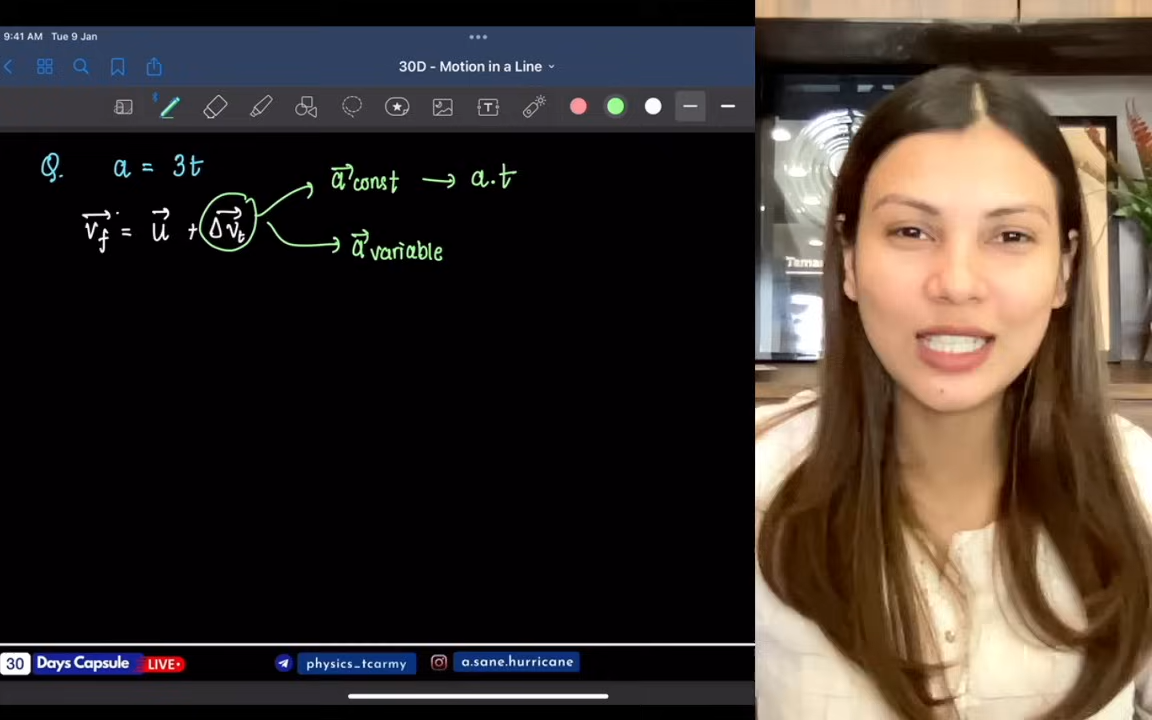 9:41 AM Tue 9 Jan
30D - Motion in a Line
T
Q. a = 3t
v⃗f = u⃗ + Δv⃗t
a⃗ const → a.t
a⃗ variable
30 Days Capsule LIVE
physics_tcarmy
a.sane.hurricane